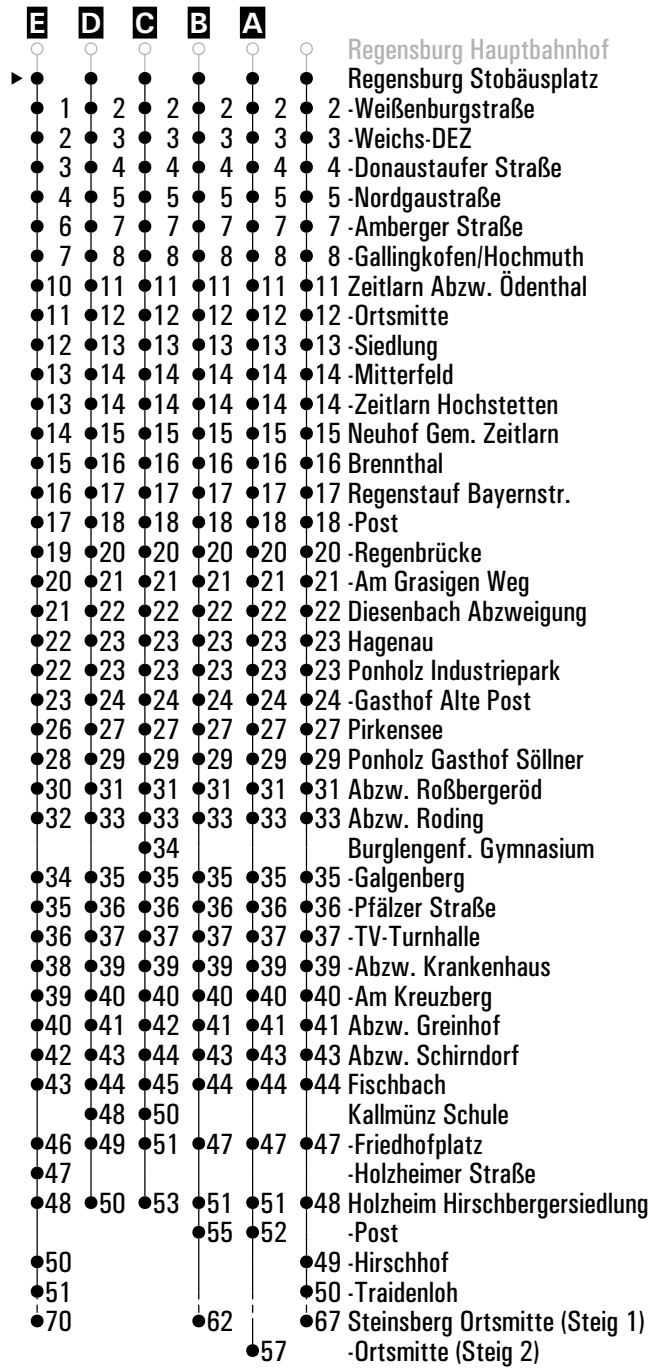 E D C B A
Regensburg Hauptbahnhof
Regensburg Stobäusplatz
1 2 2 2 2 2 -Weißenburgstraße
2 3 3 3 3 3 -Weichs-DEZ
3 4 4 4 4 4 -Donaustaufer Straße
4 5 5 5 5 5 -Nordgaustraße
6 7 7 7 7 7 -Amberger Straße
7 8 8 8 8 8 -Gallingkofen/Hochmuth
10 11 11 11 11 11 Zeitlarn Abzw. Ödenthal
11 12 12 12 12 12 -Ortsmitte
12 13 13 13 13 13 -Siedlung
13 14 14 14 14 14 -Mitterfeld
13 14 14 14 14 14 -Zeitlarn Hochstetten
14 15 15 15 15 15 Neuhof Gem. Zeitlarn
15 16 16 16 16 16 Brennthal
16 17 17 17 17 17 Regenstauf Bayernstr.
17 18 18 18 18 18 -Post
19 20 20 20 20 20 -Regenbrücke
20 21 21 21 21 21 -Am Grasigen Weg
21 22 22 22 22 22 Diesenbach Abzweigung
22 23 23 23 23 23 Hagenau
22 23 23 23 23 23 Ponholz Industriepark
23 24 24 24 24 24 -Gasthof Alte Post
26 27 27 27 27 27 Pirkensee
28 29 29 29 29 29 Ponholz Gasthof Söllner
30 31 31 31 31 31 Abzw. Roßbergeröd
32 33 33 33 33 33 Abzw. Roding
34 Burglengenf. Gymnasium
34 35 35 35 35 35 -Galgenberg
35 36 36 36 36 36 -Pfälzer Straße
36 37 37 37 37 37 -TV-Turnhalle
38 39 39 39 39 39 -Abzw. Krankenhaus
39 40 40 40 40 40 -Am Kreuzberg
40 41 42 41 41 41 Abzw. Greinhof
42 43 44 43 43 43 Abzw. Schirndorf
43 44 45 44 44 44 Fischbach
48 50 Kallmünz Schule
46 49 51 47 47 47 -Friedhofplatz
47 -Holzheimer Straße
48 50 53 51 51 48 Holzheim Hirschbergersiedlung
55 52 -Post
50 49 -Hirschhof
51 50 -Traidenloh
70 62 67 Steinsberg Ortsmitte (Steig 1)
57 -Ortsmitte (Steig 2)